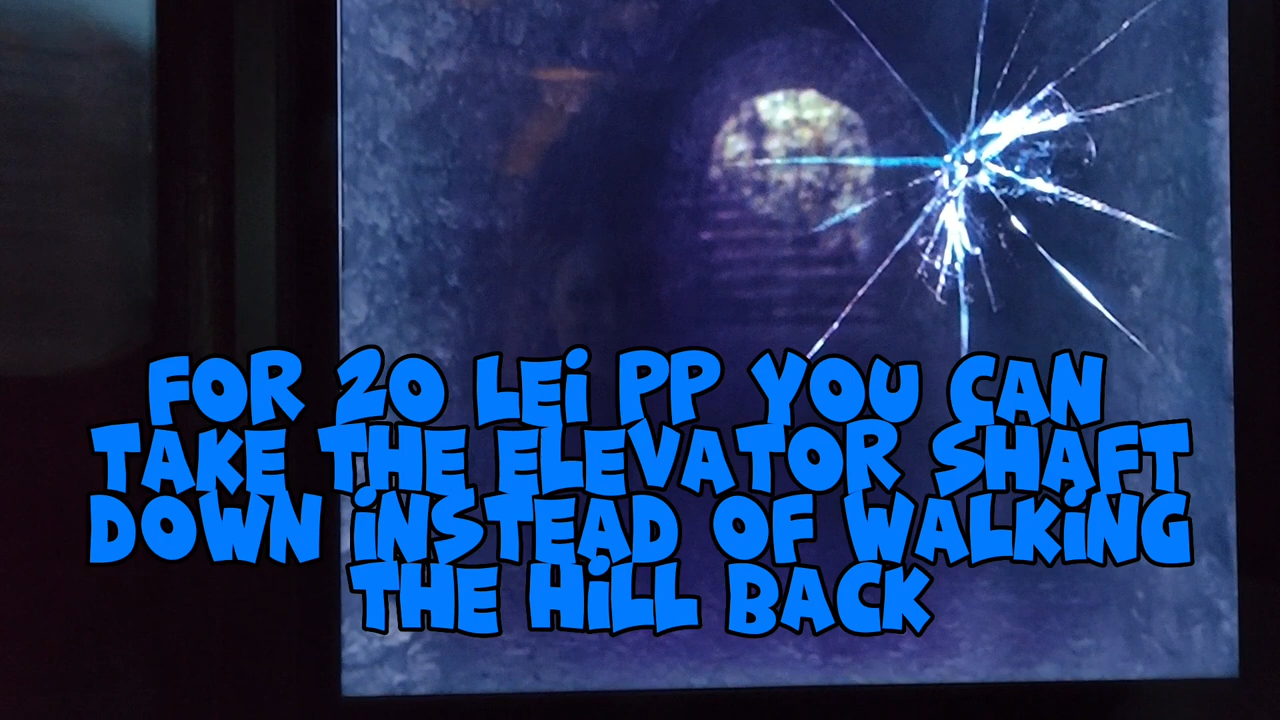 FOR 20 LEI PP YOU CAN
TAKE THE ELEVATOR SHAFT
DOWN INSTEAD OF WALKING
THE HILL BACK